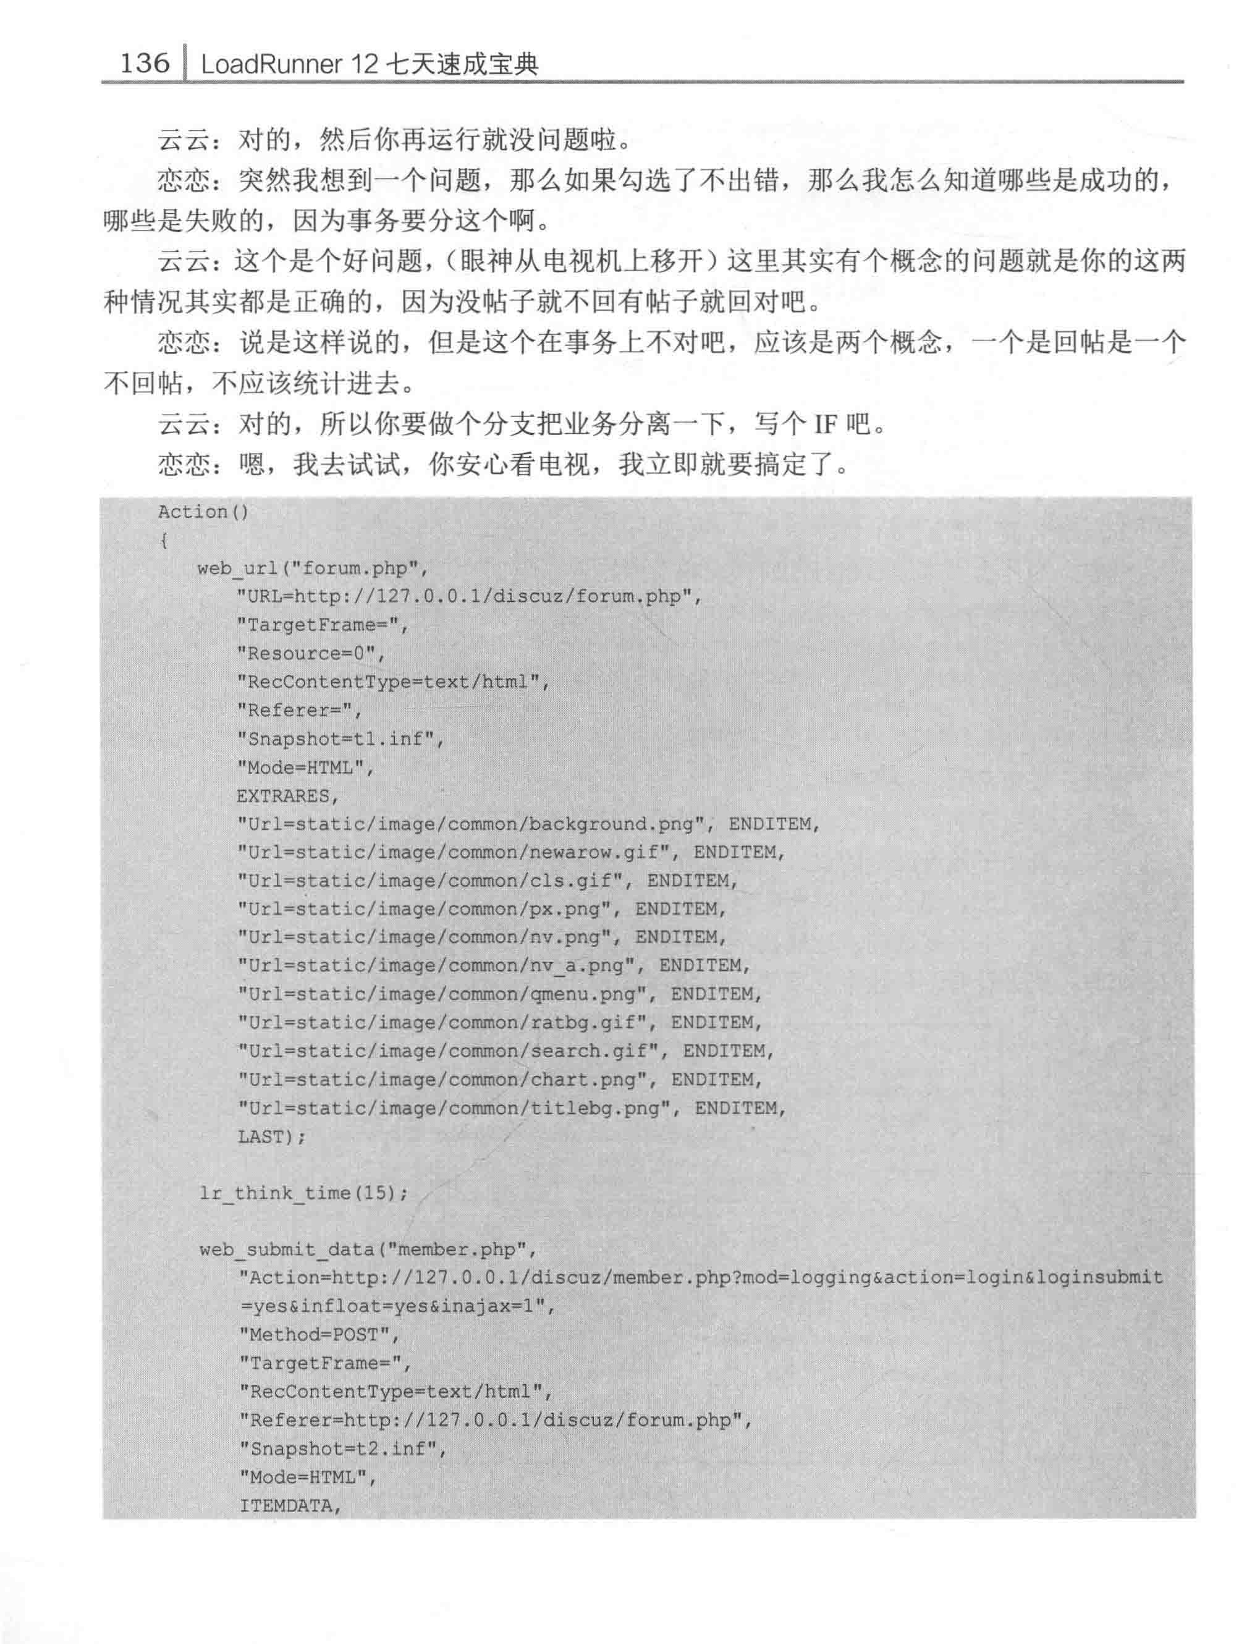 136 LoadRunner 12 七天速成宝典
云云：对的，然后你再运行就没问题啦。
恋恋：突然我想到一个问题，那么如果勾选了不出错，那么我怎么知道哪些是成功的，
哪些是失败的，因为事务要分这个啊。
云云：这个是个好问题，（眼神从电视机上移开）这里其实有个概念的问题就是你的这两
种情况其实都是正确的，因为没帖子就不回有帖子就回对吧。
恋恋：说是这样说的，但是这个在事务上不对吧，应该是两个概念，一个是回帖是一个
不回帖，不应该统计进去。
云云：对的，所以你要做个分支把业务分离一下，写个 IF 吧。
恋恋：嗯，我去试试，你安心看电视，我立即就要搞定了。
Action()
{
web_url("forum.php",
"URL=http://127.0.0.1/discuz/forum.php",
"TargetFrame=",
"Resource=0",
"RecContentType=text/html",
"Referer=",
"Snapshot=t1.inf",
"Mode=HTML",
EXTRARES,
"Url=static/image/common/background.png", ENDITEM,
"Url=static/image/common/newarow.gif", ENDITEM,
"Url=static/image/common/cls.gif", ENDITEM,
"Url=static/image/common/px.png", ENDITEM,
"Url=static/image/common/nv.png", ENDITEM,
"Url=static/image/common/nv_a.png", ENDITEM,
"Url=static/image/common/qmenu.png", ENDITEM,
"Url=static/image/common/ratbg.gif", ENDITEM,
"Url=static/image/common/search.gif", ENDITEM,
"Url=static/image/common/chart.png", ENDITEM,
"Url=static/image/common/titlebg.png", ENDITEM,
LAST);
lr_think_time(15);
web_submit_data("member.php",
"Action=http://127.0.0.1/discuz/member.php?mod=logging&action=login&loginsubmit
=yes&infloat=yes&inajax=1",
"Method=POST",
"TargetFrame=",
"RecContentType=text/html",
"Referer=http://127.0.0.1/discuz/forum.php",
"Snapshot=t2.inf",
"Mode=HTML",
ITEMDATA,